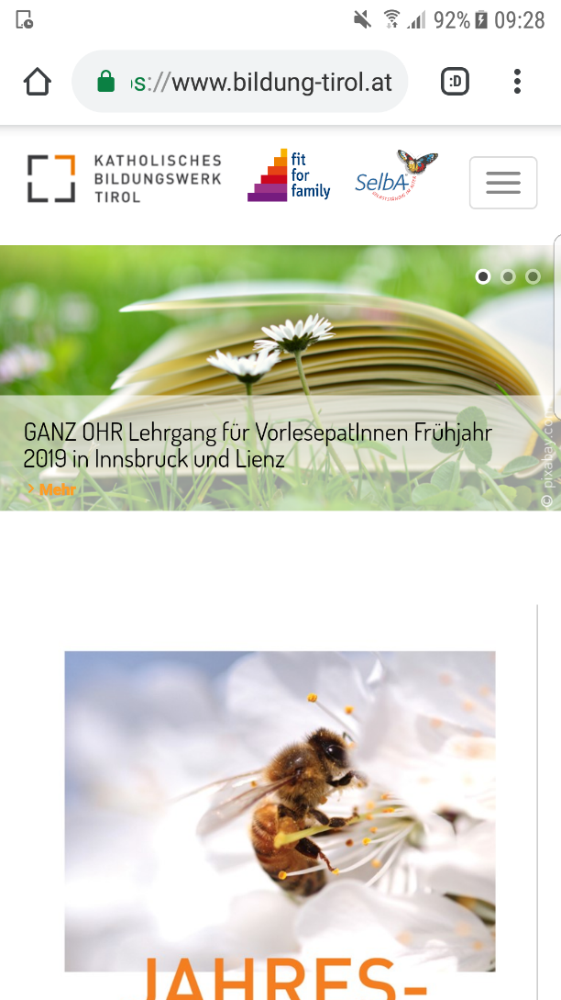 92% 09:28
s://www.bildung-tirol.at
:D
KATHOLISCHES
BILDUNGSWERK
TIROL
fit
for
family
SelbA
GANZ OHR Lehrgang für VorlesepatInnen Frühjahr
2019 in Innsbruck und Lienz
> Mehr
© pixabay.com
JAHRES-